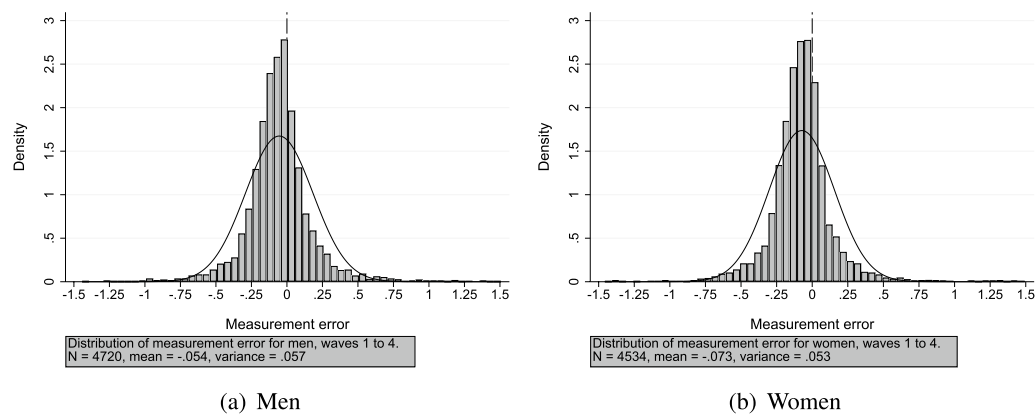 3
2.5
2
1.5
1
.5
0
Density
-1.5 -1.25 -1 -.75 -.5 -.25 0 .25 .5 .75 1 1.25 1.5
Measurement error
Distribution of measurement error for men, waves 1 to 4.
N = 4720, mean = -.054, variance = .057
(a) Men
3
2.5
2
1.5
1
.5
0
Density
-1.5 -1.25 -1 -.75 -.5 -.25 0 .25 .5 .75 1 1.25 1.5
Measurement error
Distribution of measurement error for women, waves 1 to 4.
N = 4534, mean = -.073, variance = .053
(b) Women